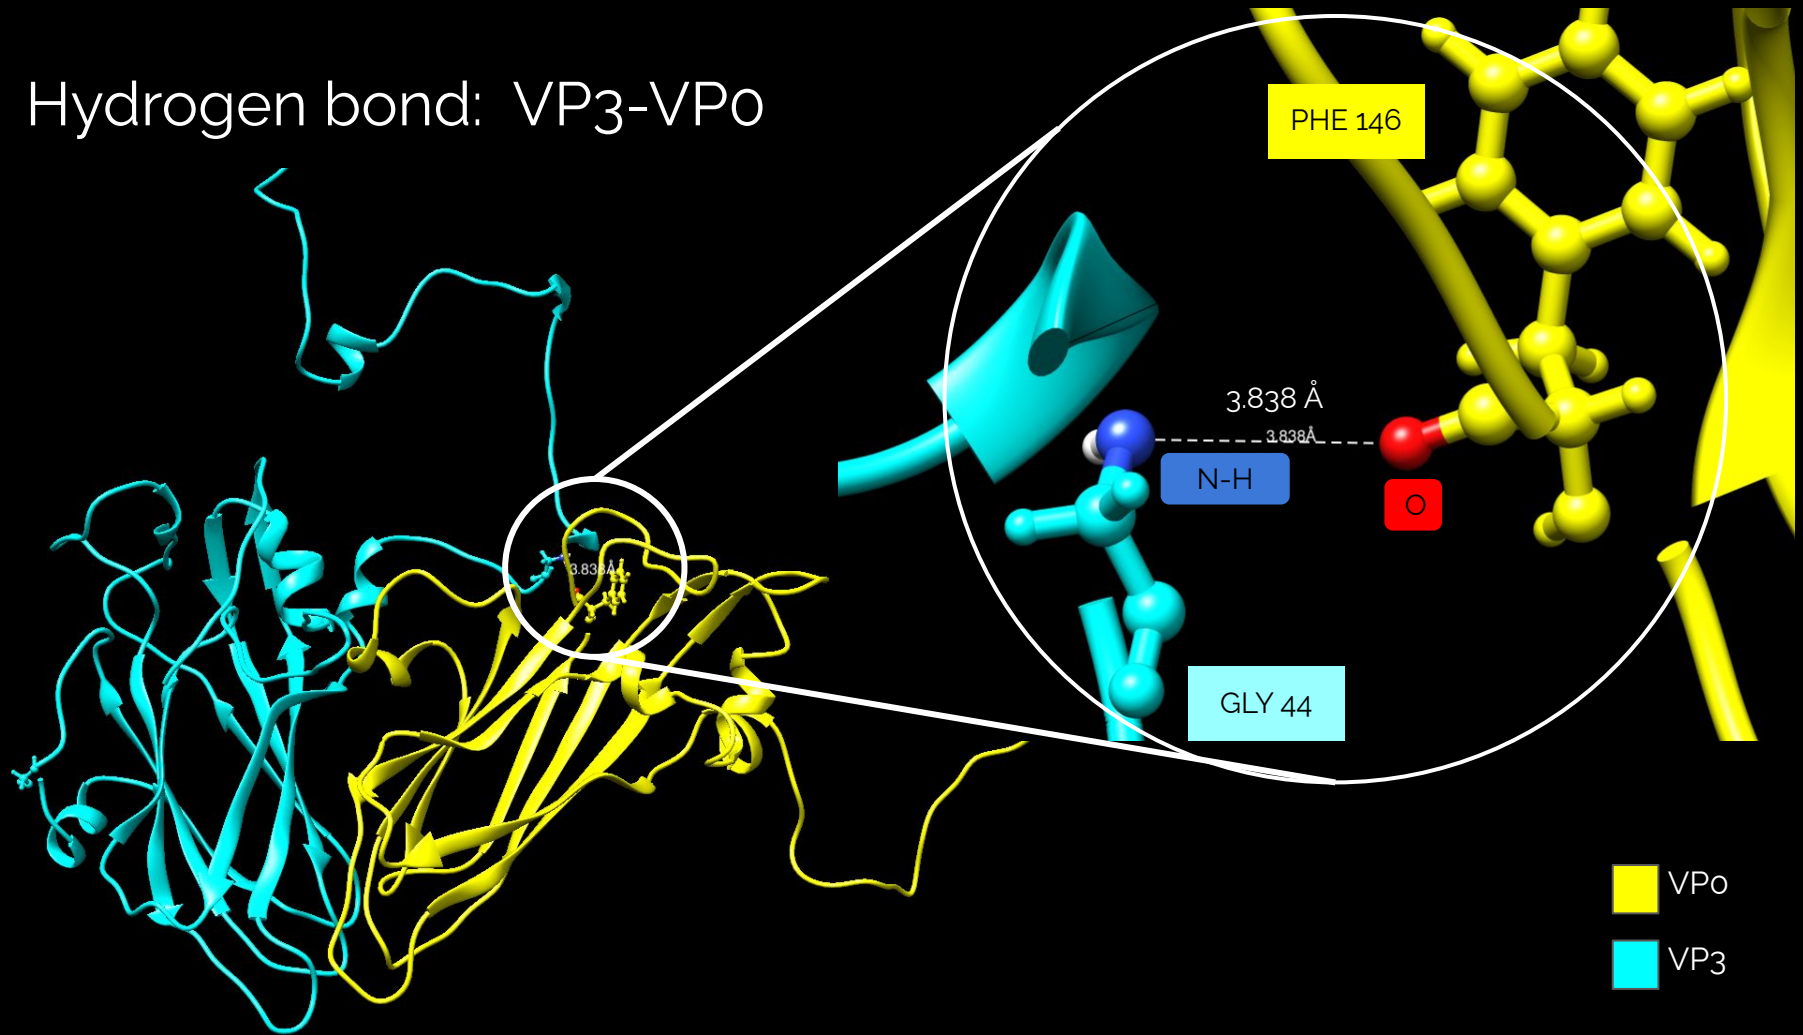 Hydrogen bond: VP3-VP0
PHE 146
3.838 Å
3.838Å
N-H
O
3.838Å
GLY 44
VP0
VP3